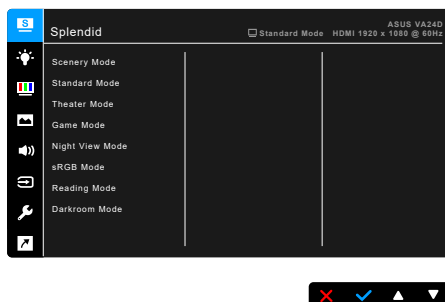 S
Splendid
Standard Mode
ASUS VA24D
HDMI 1920 x 1080 @ 60Hz
Scenery Mode
Standard Mode
Theater Mode
Game Mode
Night View Mode
sRGB Mode
Reading Mode
Darkroom Mode